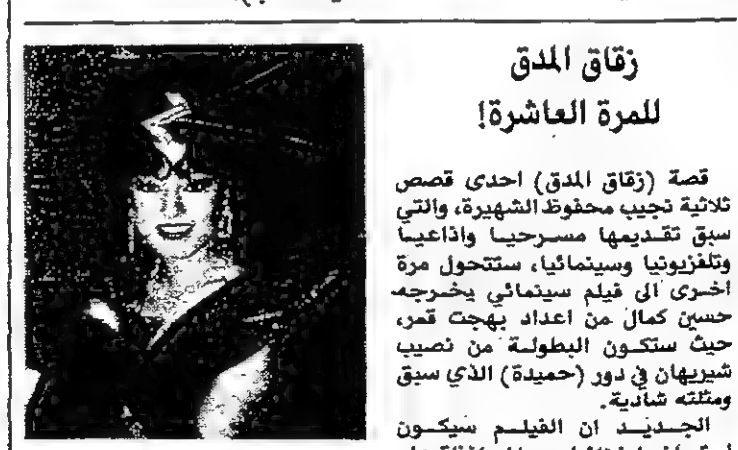 زقاق المدق
للمرة العاشرة!
قصة (زقاق المدق) احدى قصص
ثلاثية نجيب محفوظ الشهيرة، والتي
سبق تقديمها مسرحيا واذاعيا
وتلفزيونيا وسينمائيا، ستتحول مرة
اخرى الى فيلم سينمائي يخرجه
حسين كمال من اعداد بهجت قمر،
حيث ستكون البطولة من نصيب
شيريهان في دور (حميدة) الذي سبق
ومثلته شادية.
الجديد ان الفيلم سيكون